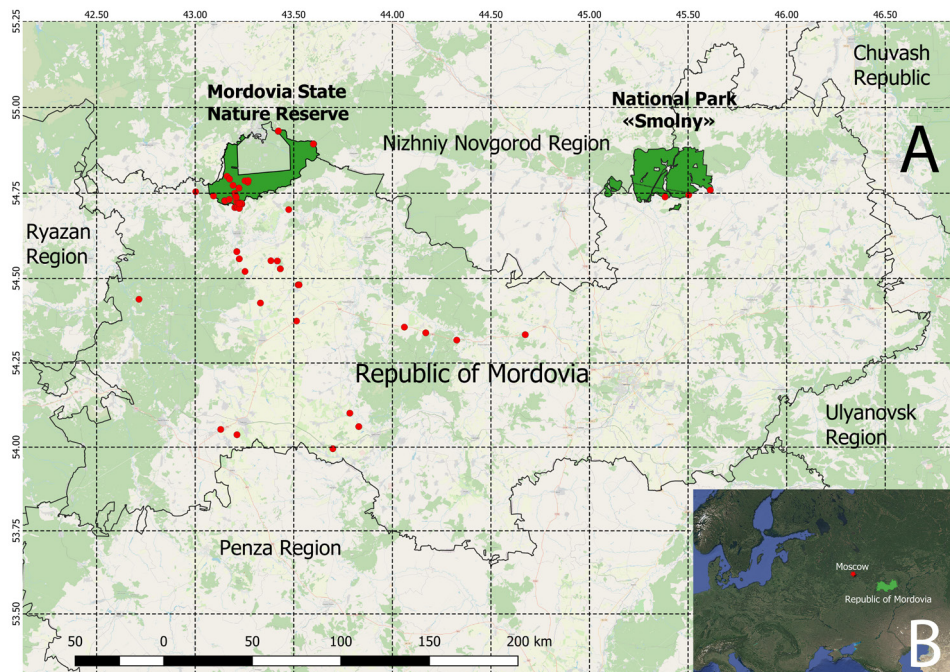 42.50 43.00 43.50 44.00 44.50 45.00 45.50 46.00 46.50
55.25
55.00
54.75
54.50
54.25
54.00
53.75
53.50
Chuvash
Republic
Mordovia State
Nature Reserve
National Park
«Smolny»
Nizhniy Novgorod Region
A
Ryazan
Region
Republic of Mordovia
Ulyanovsk
Region
Penza Region
Moscow
Republic of Mordovia
B
50 0 50 100 150 200 km